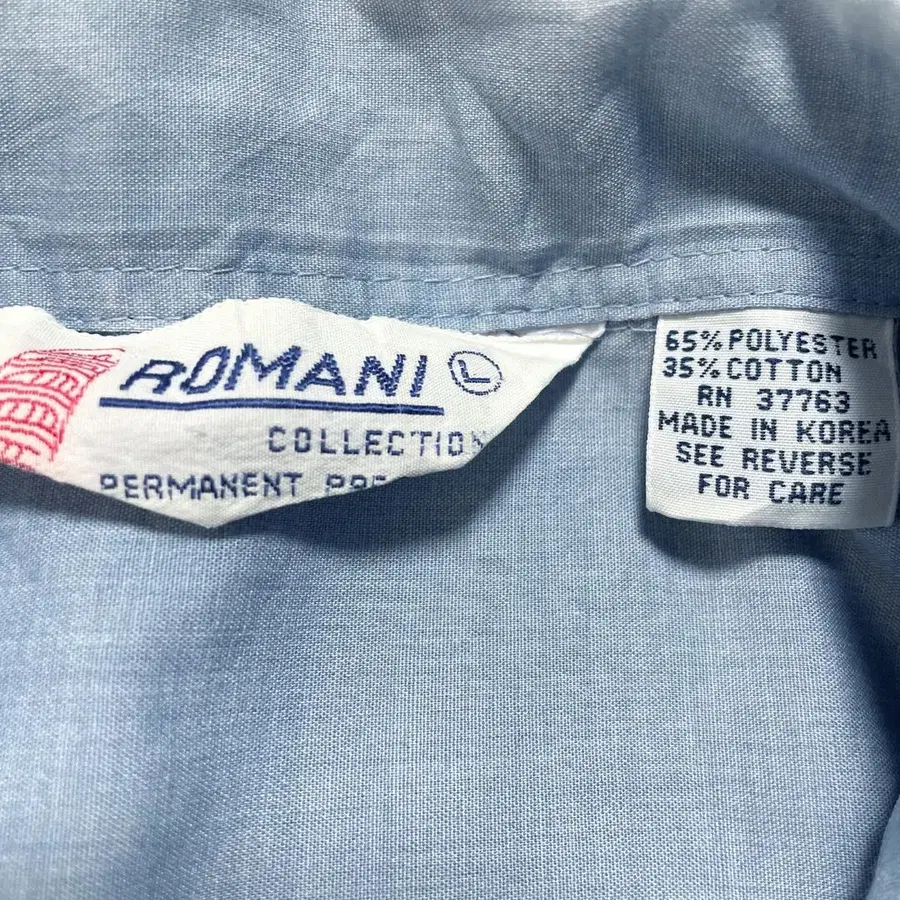 ROMANI L
COLLECTION
PERMANENT
65% POLYESTER
35% COTTON
RN 37763
MADE IN KOREA
SEE REVERSE
FOR CARE